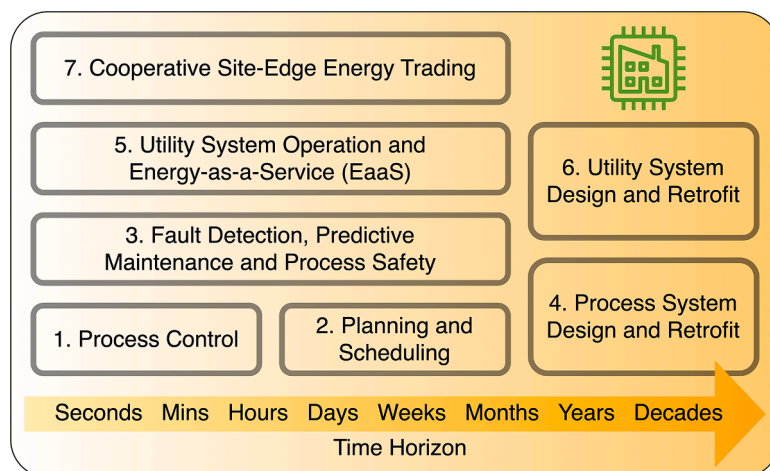 7. Cooperative Site-Edge Energy Trading
5. Utility System Operation and
Energy-as-a-Service (EaaS)
6. Utility System
Design and Retrofit
3. Fault Detection, Predictive
Maintenance and Process Safety
4. Process System
Design and Retrofit
1. Process Control
2. Planning and
Scheduling
Seconds Mins Hours Days Weeks Months Years Decades
Time Horizon